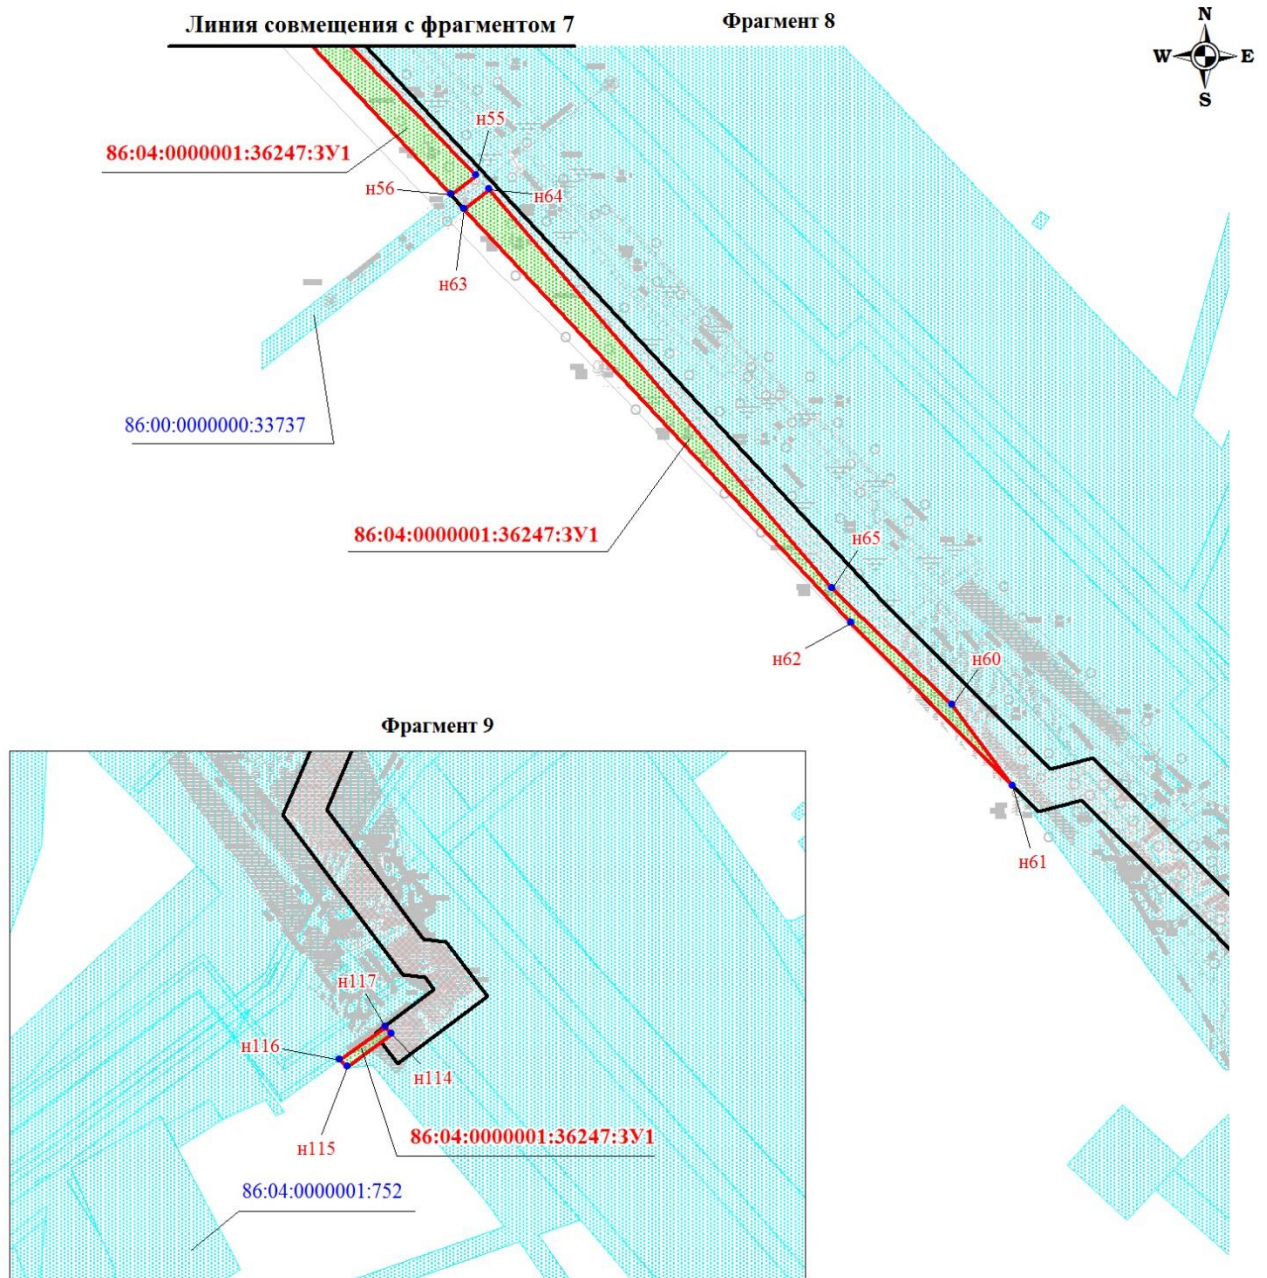 Линия совмещения с фрагментом 7
Фрагмент 8
N
W E
S
н55
86:04:0000001:36247:ЗУ1
н56
н64
н63
86:00:0000000:33737
86:04:0000001:36247:ЗУ1
н65
н62
н60
н61
Фрагмент 9
н117
н116
н114
н115
86:04:0000001:36247:ЗУ1
86:04:0000001:752